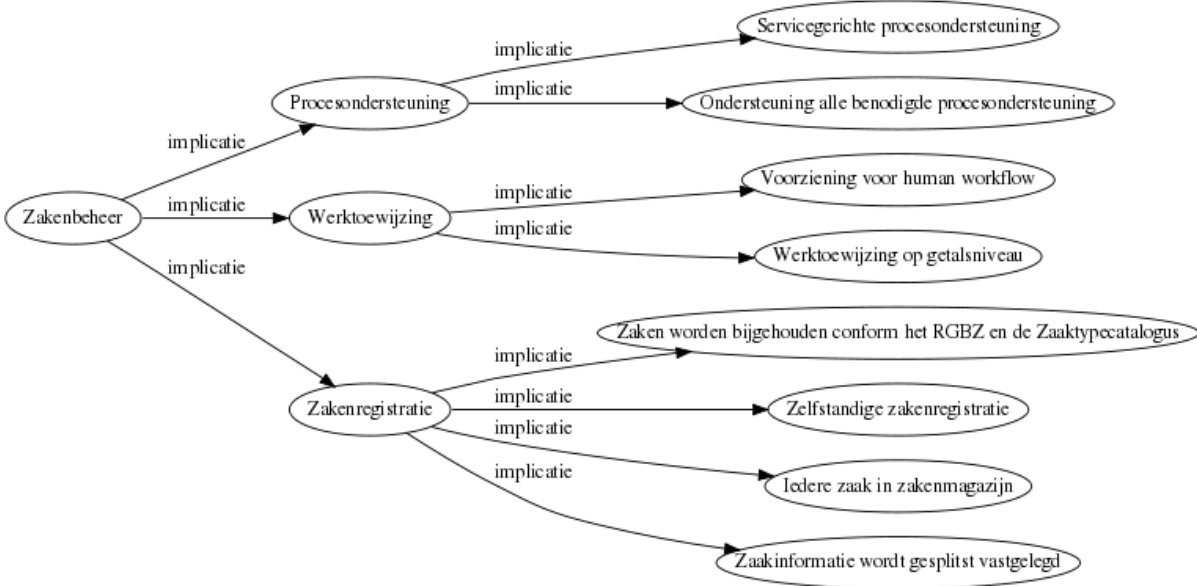 Servicegerichte procesondersteuning
implicatie
Procesondersteuning
implicatie
Ondersteuning alle benodigde procesondersteuning
implicatie
Voorziening voor human workflow
implicatie
Zakenbeheer
implicatie
Werktoewijzing
implicatie
Werktoewijzing op getalsniveau
implicatie
Zaken worden bijgehouden conform het RGBZ en de Zaaktypecatalogus
implicatie
Zakenregistratie
implicatie
Zelfstandige zakenregistratie
implicatie
Iedere zaak in zakenmagazijn
implicatie
Zaakinformatie wordt gesplitst vastgelegd